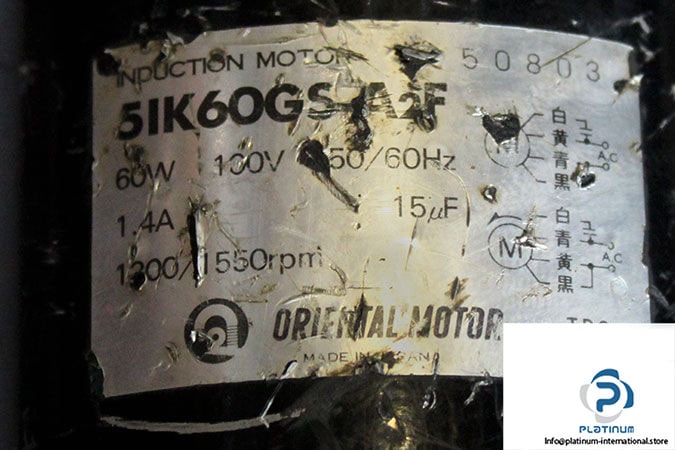 INDUCTION MOTOR 50803
5IK60GS-A2F
60W 100V 50/60Hz
1.4A 15μF
1300/1550rpm
白
黄
青
黒
AC
M
白
青
黄
黒
AC
ORIENTAL MOTOR
MADE IN JAPAN
PLATINUM
Info@platinum-international.store